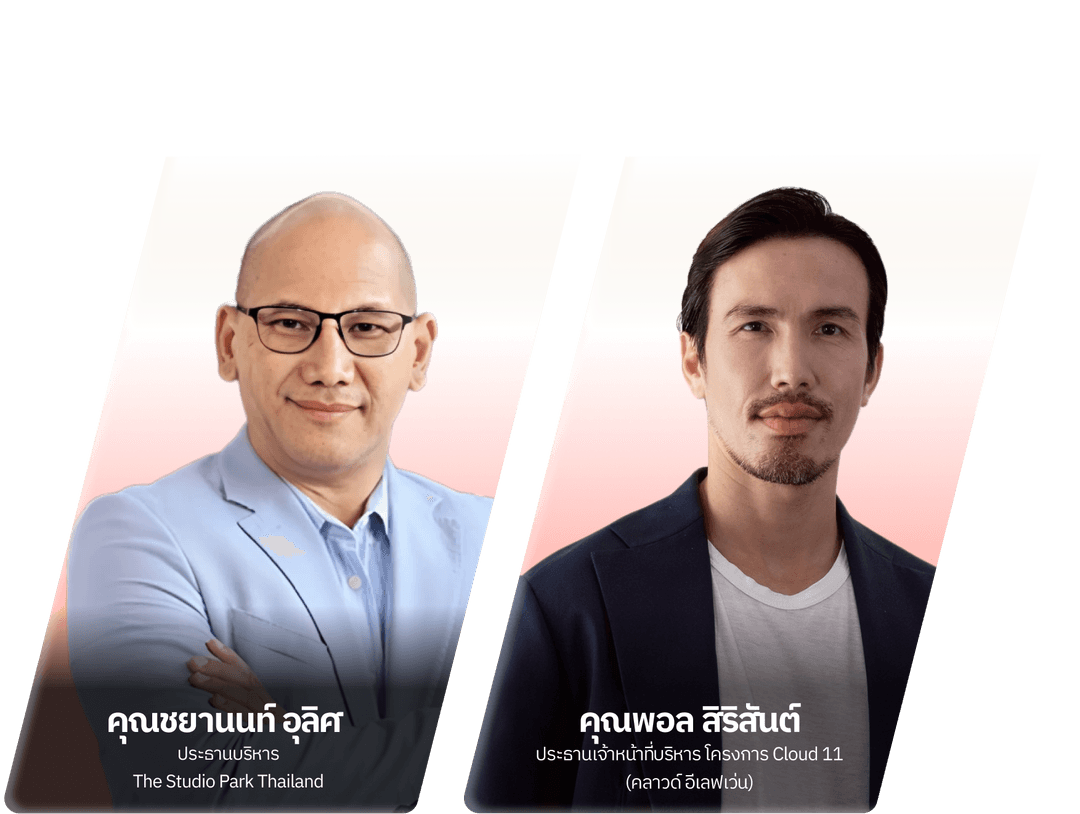 คุณชยานนท์ อุลิศ
ประธานบริหาร
The Studio Park Thailand
คุณพอล สิริสันต์
ประธานเจ้าหน้าที่บริหาร โครงการ Cloud 11
(คลาวด์ อีเลฟเว่น)